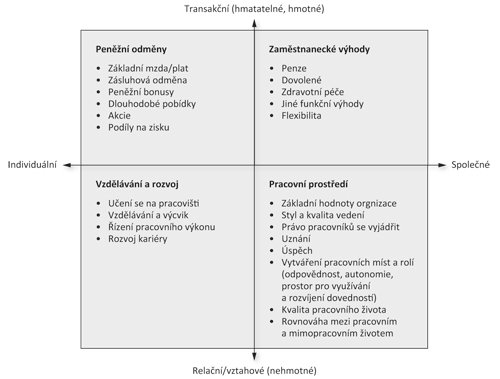 Transakční (hmatatelné, hmotné)
Peněžní odměny
• Základní mzda/plat
• Zásluhová odměna
• Peněžní bonusy
• Dlouhodobé pobídky
• Akcie
• Podíly na zisku
Zaměstnanecké výhody
• Penze
• Dovolené
• Zdravotní péče
• Jiné funkční výhody
• Flexibilita
Individuální
Společné
Vzdělávání a rozvoj
• Učení se na pracovišti
• Vzdělávání a výcvik
• Řízení pracovního výkonu
• Rozvoj kariéry
Pracovní prostředí
• Základní hodnoty orgnizace
• Styl a kvalita vedení
• Právo pracovníků se vyjádřit
• Uznání
• Úspěch
• Vytváření pracovních míst a rolí
(odpovědnost, autonomie,
prostor pro využívání
a rozvíjení dovedností)
• Kvalita pracovního života
• Rovnováha mezi pracovním
a mimopracovním životem
Relační/vztahové (nehmotné)